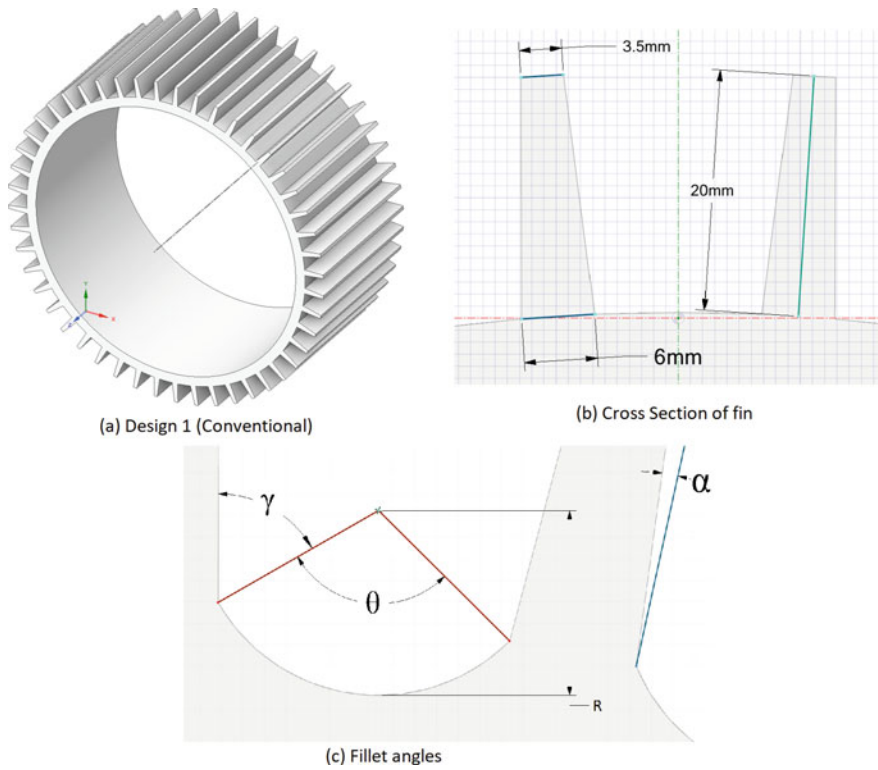 3.5mm
20mm
6mm
Y
X
Z
(a) Design 1 (Conventional)
(b) Cross Section of fin
γ
α
θ
R
(c) Fillet angles